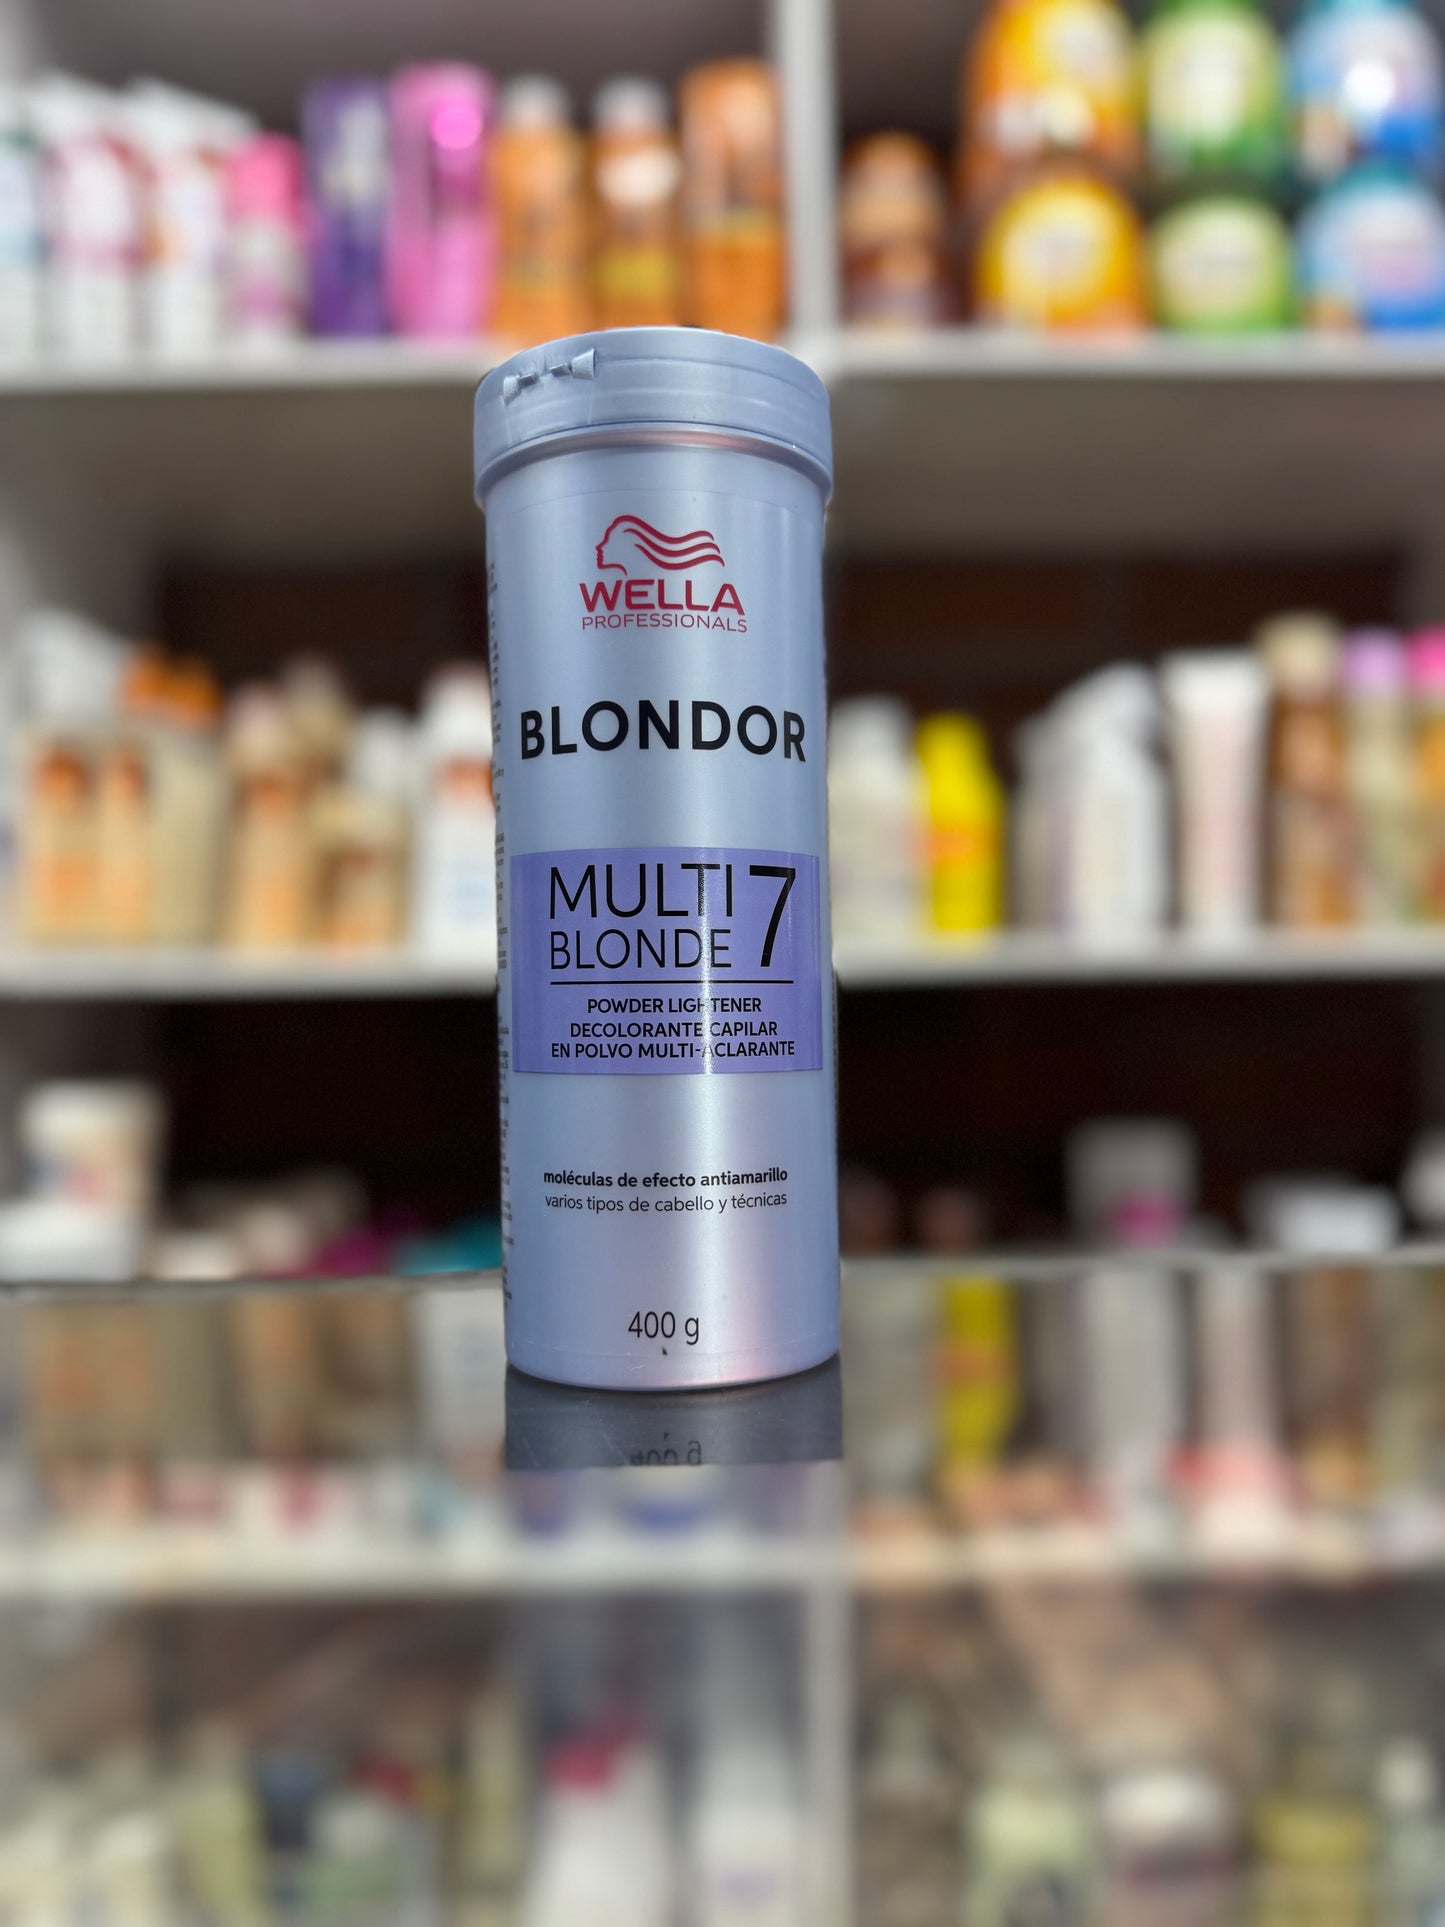 WELLA
PROFESSIONALS
BLONDOR
MULTI 7
BLONDE
POWDER LIGHTENER
DECOLORANTE CAPILAR
EN POLVO MULTI-ACLARANTE
moléculas de efecto antiamarillo
varios tipos de cabello y técnicas
400 g